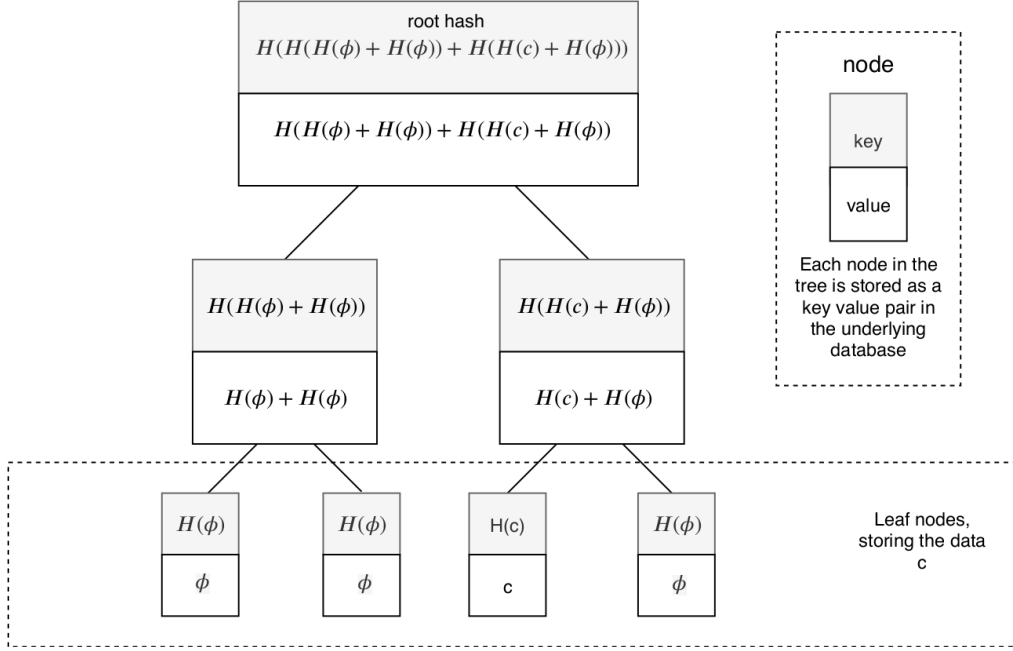 root hash
H(H(H(ϕ) + H(ϕ)) + H(H(c) + H(ϕ)))
H(H(ϕ) + H(ϕ)) + H(H(c) + H(ϕ))
node
key
value
Each node in the
tree is stored as a
key value pair in
the underlying
database
H(H(ϕ) + H(ϕ))
H(H(c) + H(ϕ))
H(ϕ) + H(ϕ)
H(c) + H(ϕ)
H(ϕ)
H(ϕ)
H(c)
H(ϕ)
ϕ
ϕ
c
ϕ
Leaf nodes,
storing the data
c